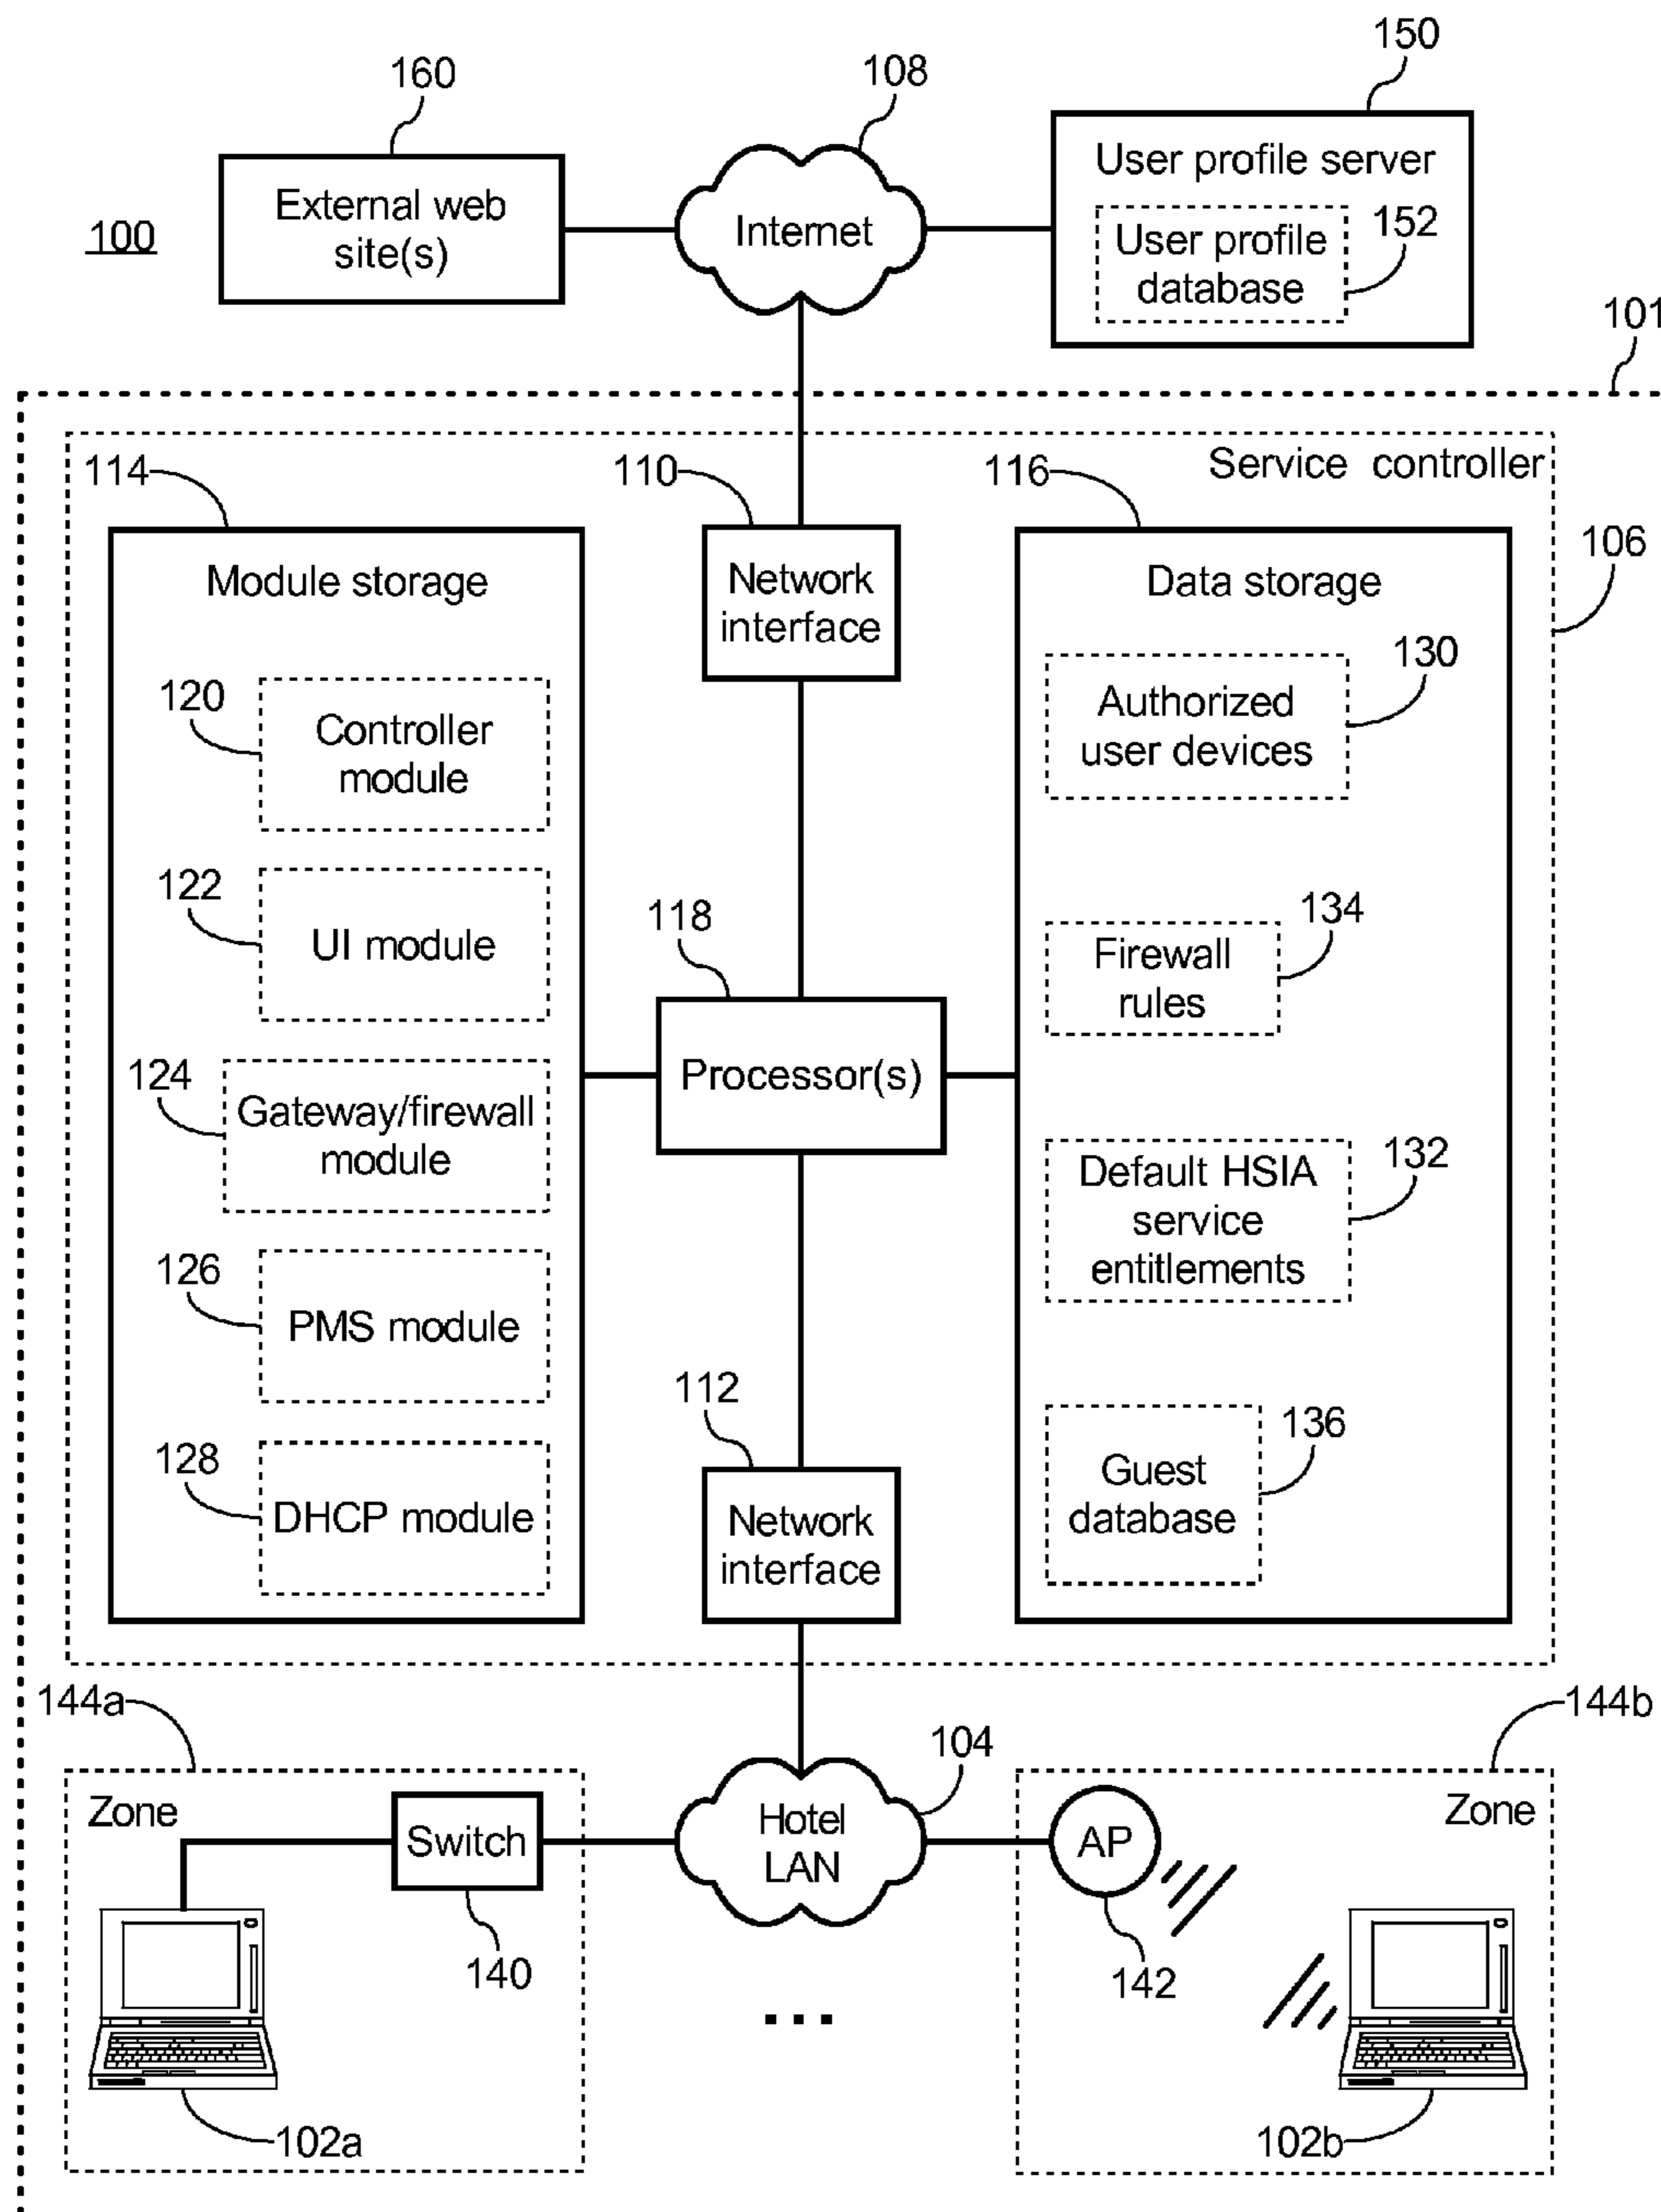 150
160
108
User profile server
External web
site(s)
Internet
User profile
database
152
100
101
Service controller
114
110
116
106
Module storage
Network
interface
Data storage
120
Controller
module
Authorized
user devices
130
122
UI module
118
Firewall
rules
134
124
Gateway/firewall
module
Processor(s)
Default HSIA
service
entitlements
132
126
PMS module
112
128
DHCP module
Network
interface
Guest
database
136
144a
144b
104
Zone
Switch
Hotel
LAN
AP
Zone
140
142
...
102a
102b